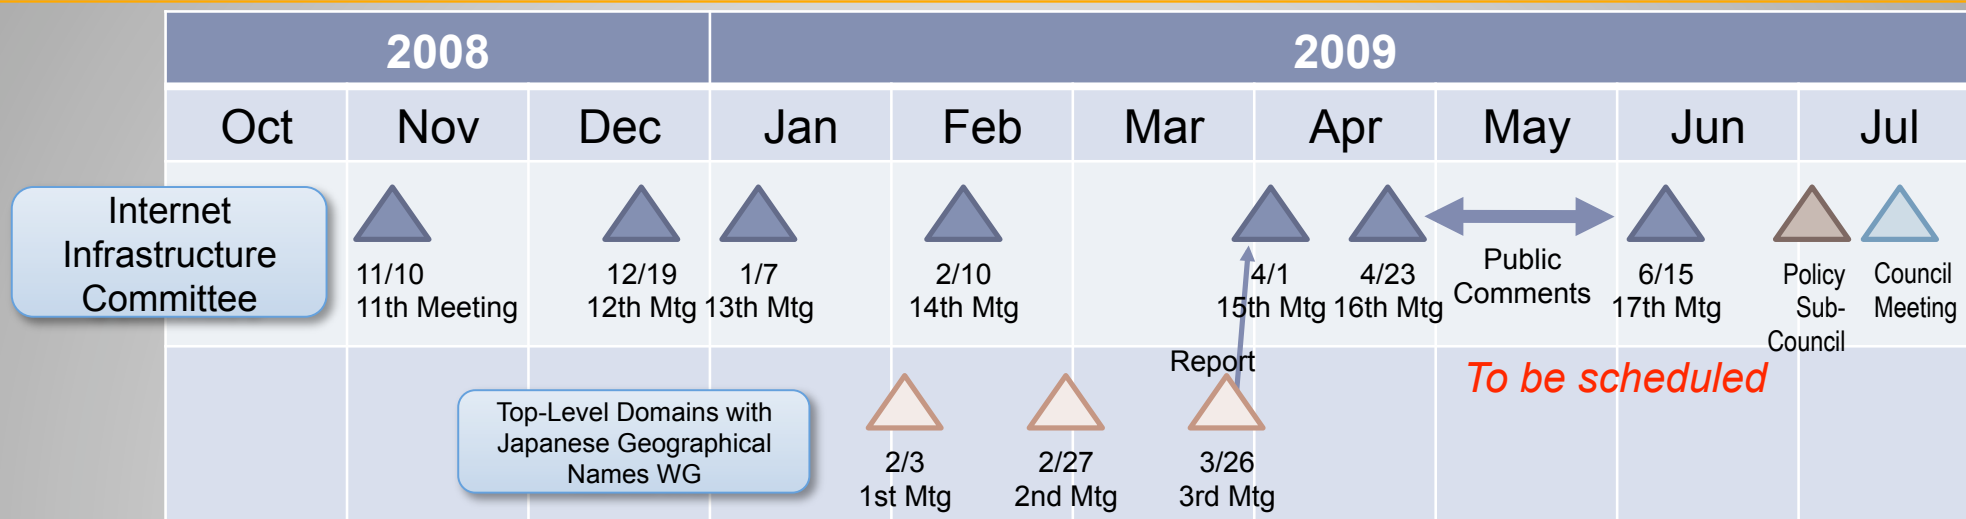 2008
2009
Oct
Nov
Dec
Jan
Feb
Mar
Apr
May
Jun
Jul
Internet
Infrastructure
Committee
11/10
11th Meeting
12/19
12th Mtg
1/7
13th Mtg
2/10
14th Mtg
4/1
15th Mtg
4/23
16th Mtg
Public
Comments
6/15
17th Mtg
Policy
Sub-
Council
Council
Meeting
Report
To be scheduled
Top-Level Domains with
Japanese Geographical
Names WG
2/3
1st Mtg
2/27
2nd Mtg
3/26
3rd Mtg